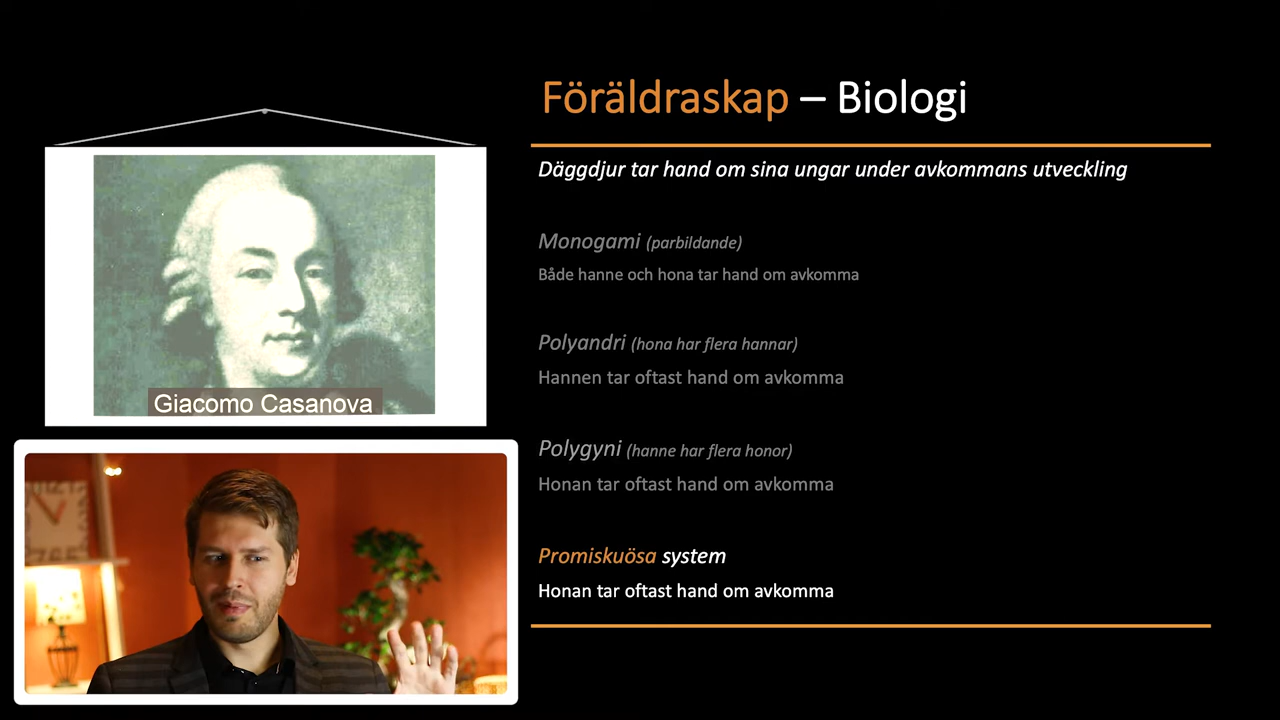 Föräldraskap – Biologi
Däggdjur tar hand om sina ungar under avkommans utveckling
Monogami (parbildande)
Både hanne och hona tar hand om avkomma
Polyandri (hona har flera hannar)
Hannen tar oftast hand om avkomma
Polygyni (hanne har flera honor)
Honan tar oftast hand om avkomma
Promiskuösa system
Honan tar oftast hand om avkomma
Giacomo Casanova